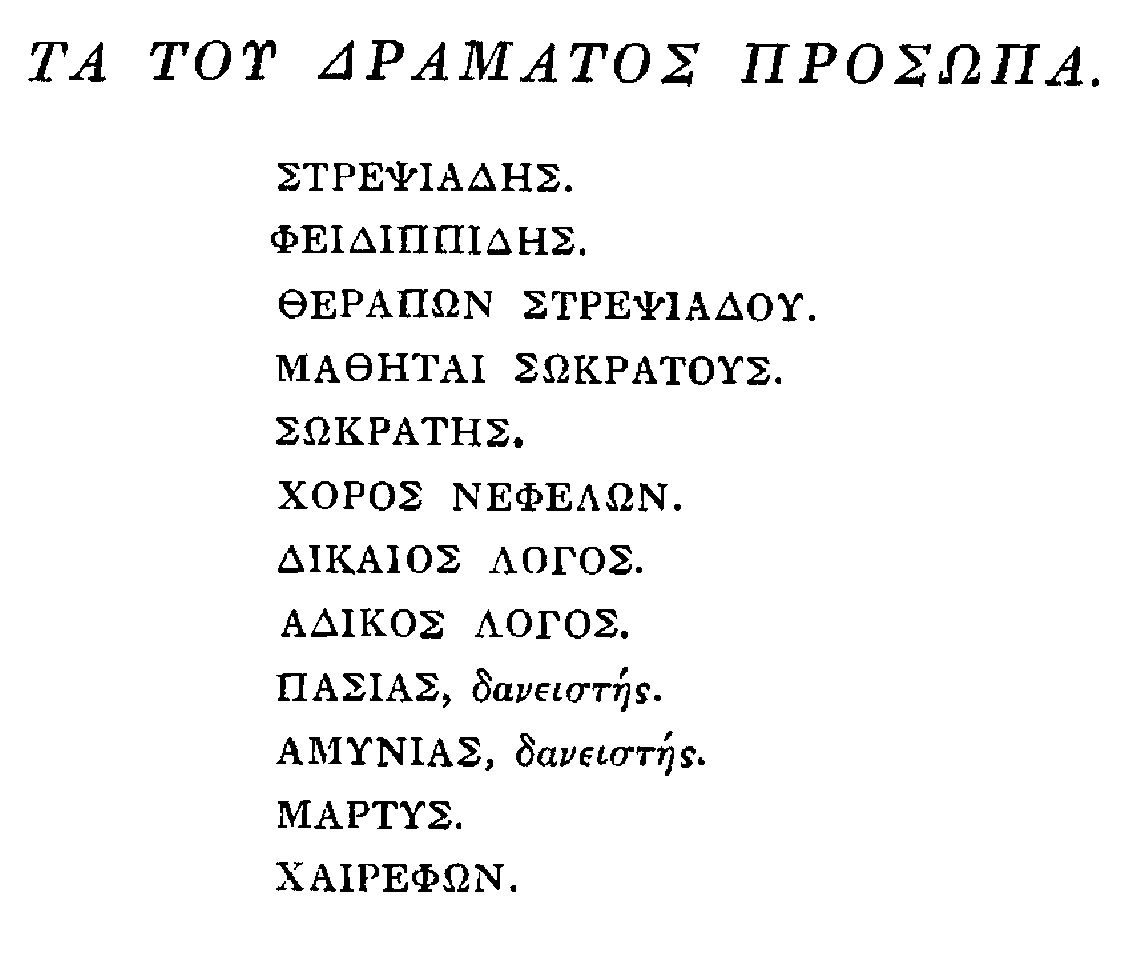 ΤΑ ΤΟΥ ΔΡΑΜΑΤΟΣ ΠΡΟΣΩΠΑ.
ΣΤΡΕΨΙΑΔΗΣ.
ΦΕΙΔΙΠΠΙΔΗΣ.
ΘΕΡΑΠΩΝ ΣΤΡΕΨΙΑΔΟΥ.
ΜΑΘΗΤΑΙ ΣΩΚΡΑΤΟΥΣ.
ΣΩΚΡΑΤΗΣ.
ΧΟΡΟΣ ΝΕΦΕΛΩΝ.
ΔΙΚΑΙΟΣ ΛΟΓΟΣ.
ΑΔΙΚΟΣ ΛΟΓΟΣ.
ΠΑΣΙΑΣ, δανειστής.
ΑΜΥΝΙΑΣ, δανειστής.
ΜΑΡΤΥΣ.
ΧΑΙΡΕΦΩΝ.